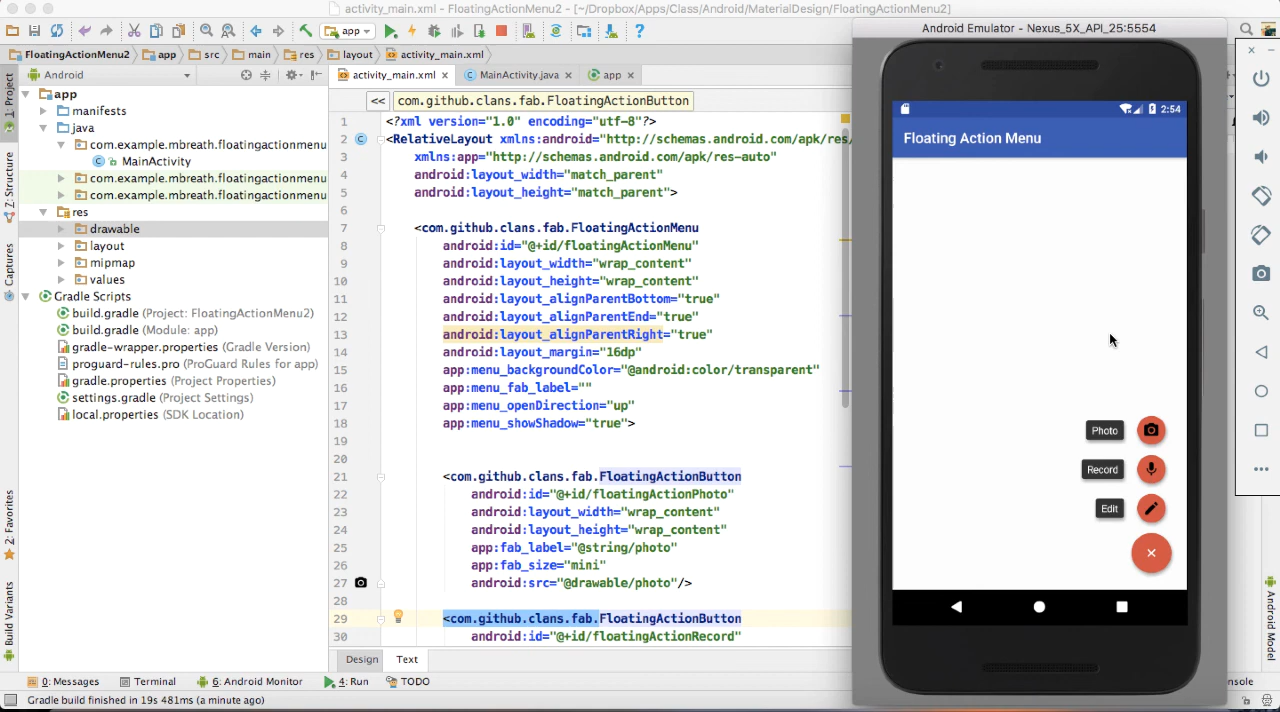 activity_main.xml - FloatingActionMenu2 - [~/Dropbox/Apps/Class/Android/MaterialDesign/FloatingActionMenu2]
app
FloatingActionMenu2 app src main res layout activity_main.xml
Android
activity_main.xml MainActivity.java app
1: Project
Z: Structure
Captures
2: Favorites
Build Variants
app
manifests
java
com.example.mbreath.floatingactionmenu
MainActivity
com.example.mbreath.floatingactionmenu
com.example.mbreath.floatingactionmenu
res
drawable
layout
mipmap
values
Gradle Scripts
build.gradle (Project: FloatingActionMenu2)
build.gradle (Module: app)
gradle-wrapper.properties (Gradle Version)
proguard-rules.pro (ProGuard Rules for app)
gradle.properties (Project Properties)
settings.gradle (Project Settings)
local.properties (SDK Location)
<< com.github.clans.fab.FloatingActionButton
1 <?xml version="1.0" encoding="utf-8"?>
2 <RelativeLayout xmlns:android="http://schemas.android.com/apk/res/
3 xmlns:app="http://schemas.android.com/apk/res-auto"
4 android:layout_width="match_parent"
5 android:layout_height="match_parent">
6
7 <com.github.clans.fab.FloatingActionMenu
8 android:id="@+id/floatingActionMenu"
9 android:layout_width="wrap_content"
10 android:layout_height="wrap_content"
11 android:layout_alignParentBottom="true"
12 android:layout_alignParentEnd="true"
13 android:layout_alignParentRight="true"
14 android:layout_margin="16dp"
15 app:menu_backgroundColor="@android:color/transparent"
16 app:menu_fab_label=""
17 app:menu_openDirection="up"
18 app:menu_showShadow="true">
19
20
21 <com.github.clans.fab.FloatingActionButton
22 android:id="@+id/floatingActionPhoto"
23 android:layout_width="wrap_content"
24 android:layout_height="wrap_content"
25 app:fab_label="@string/photo"
26 app:fab_size="mini"
27 android:src="@drawable/photo"/>
28
29 <com.github.clans.fab.FloatingActionButton
30 android:id="@+id/floatingActionRecord"
Design Text
0: Messages Terminal 6: Android Monitor 4: Run TODO
Gradle build finished in 19s 481ms (a minute ago)
Android Emulator - Nexus_5X_API_25:5554
2:54
Floating Action Menu
Photo
Record
Edit
Android Model
nsole